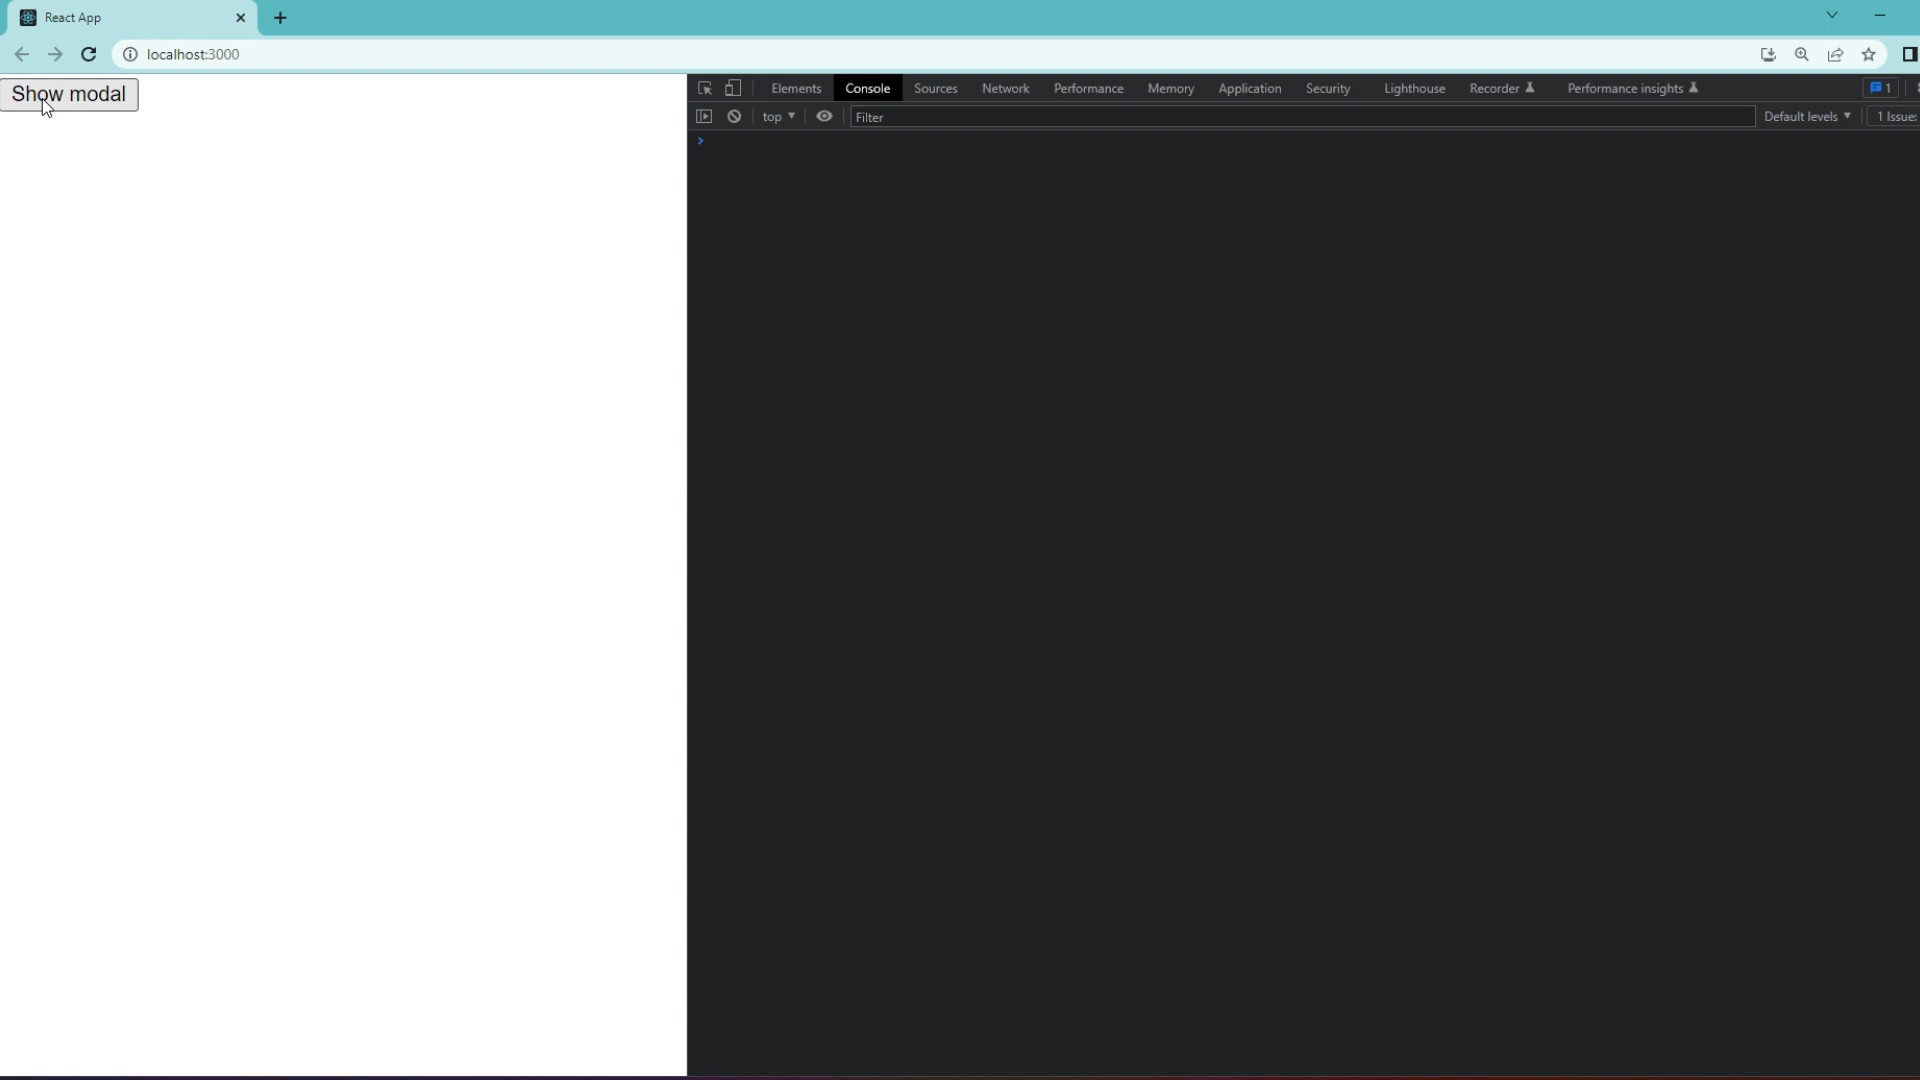 React App
localhost:3000
Show modal
Elements Console Sources Network Performance Memory Application Security Lighthouse Recorder Performance insights 1
top Filter Default levels 1 Issue: